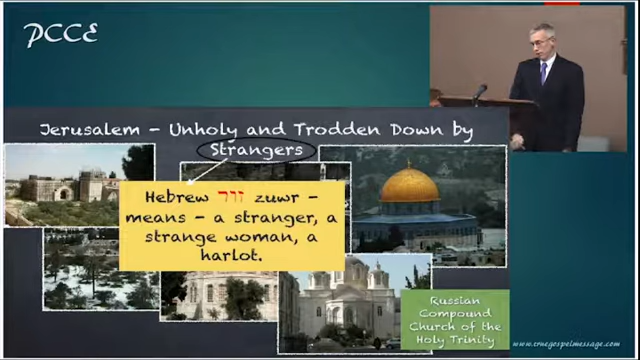 PCCE
Jerusalem - Unholy and Trodden Down by
Strangers
Hebrew זור zuwr -
means - a stranger, a
strange woman, a
harlot.
Russian
Compound
Church of the
Holy Trinity
www.truegospelmessage.com